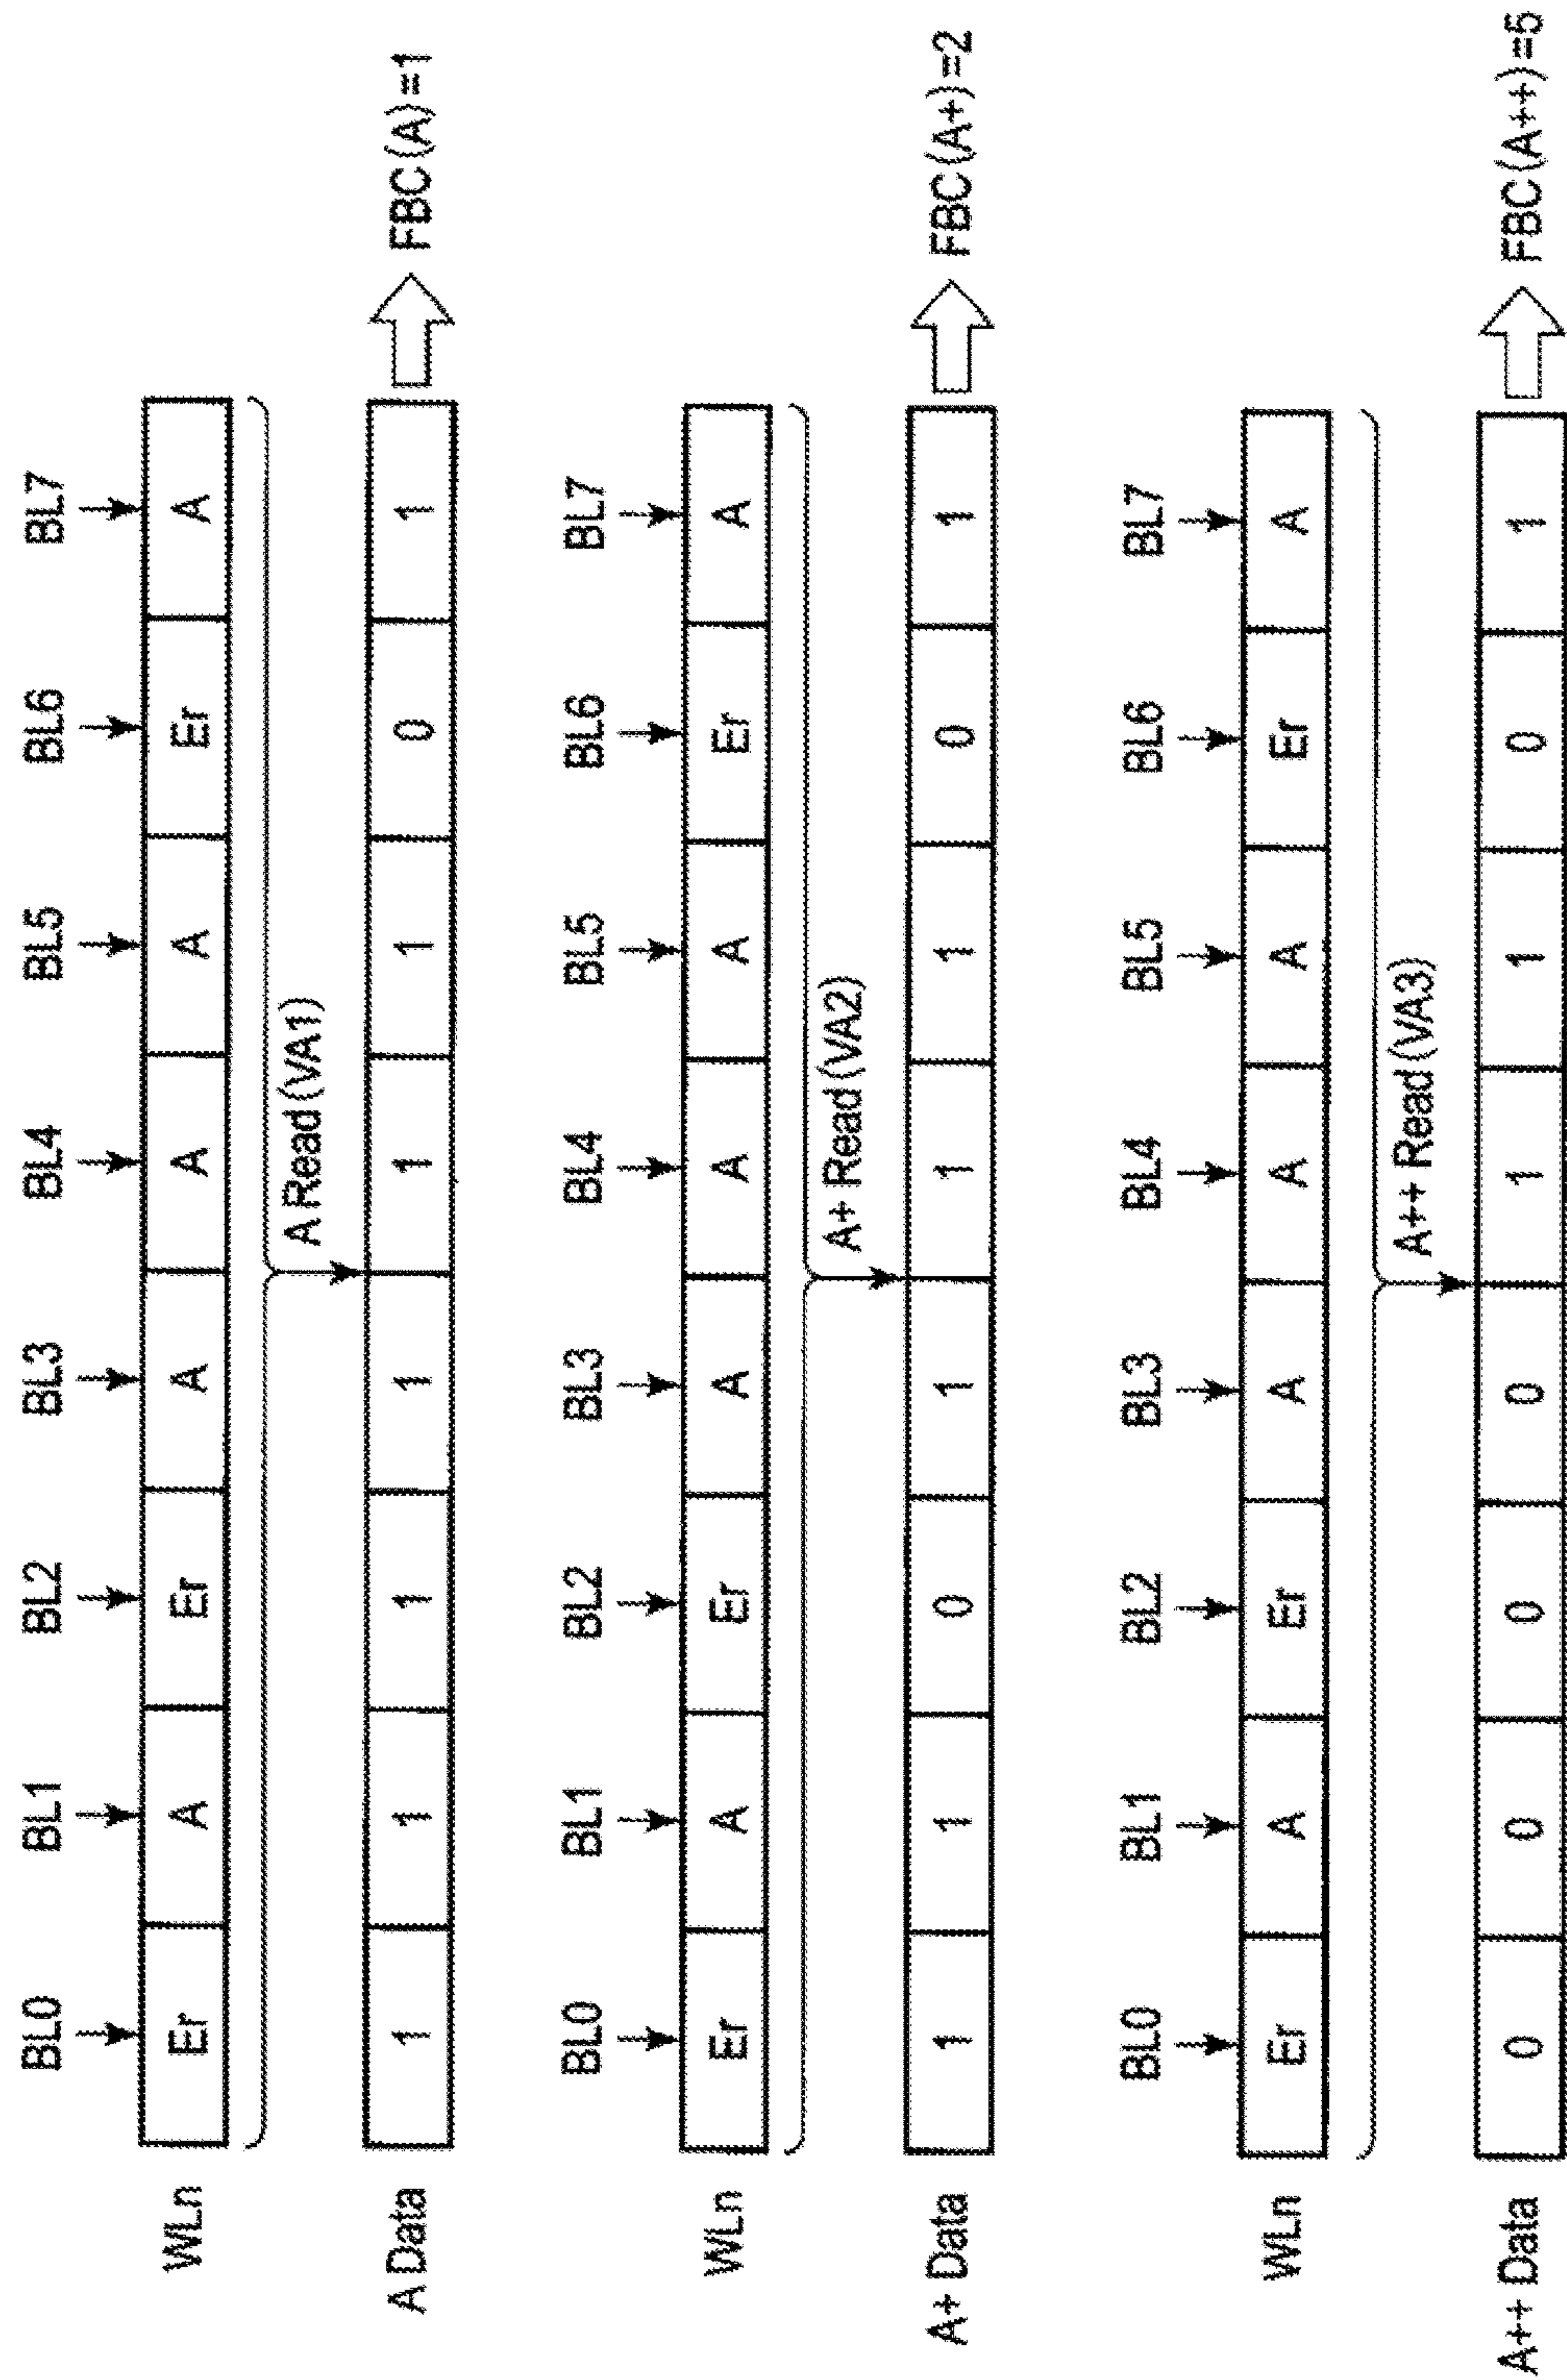 BL0 BL1 BL2 BL3 BL4 BL5 BL6 BL7
WLn Er A Er A A A Er A
A Read (VA1)
A Data 1 1 1 1 1 1 0 1 FBC(A)=1
BL0 BL1 BL2 BL3 BL4 BL5 BL6 BL7
WLn Er A Er A A A Er A
A+ Read (VA2)
A+ Data 1 1 0 1 1 1 0 1 FBC(A+)=2
BL0 BL1 BL2 BL3 BL4 BL5 BL6 BL7
WLn Er A Er A A A Er A
A++ Read (VA3)
A++ Data 0 0 0 0 1 1 0 1 FBC(A++)=5